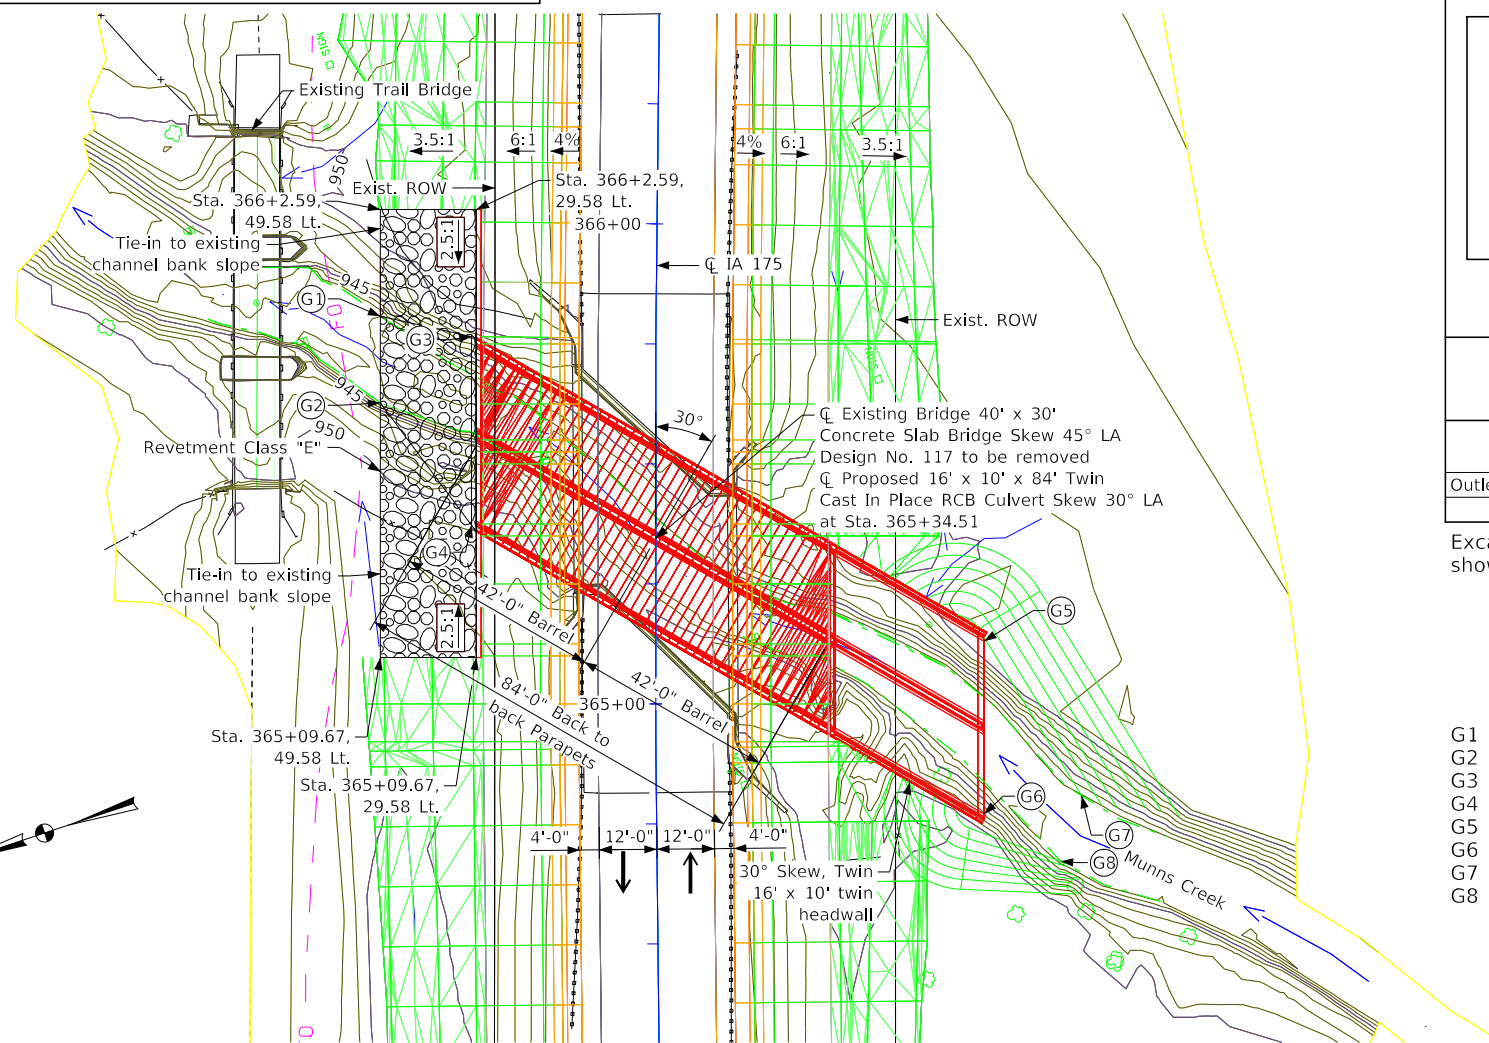 SIGN
Existing Trail Bridge
3.5:1
6:1
4%
4%
6:1
3.5:1
950
Exist. ROW
Sta. 366+2.59,
29.58 Lt.
Sta. 366+2.59,
49.58 Lt.
366+00
2.5:1
Tie-in to existing
channel bank slope
℄ IA 175
945
G1
FO
Exist. ROW
G3
SIGN
945
G2
30°
℄ Existing Bridge 40' x 30'
Concrete Slab Bridge Skew 45° LA
Design No. 117 to be removed
℄ Proposed 16' x 10' x 84' Twin
Cast In Place RCB Culvert Skew 30° LA
at Sta. 365+34.51
950
Revetment Class "E"
Outle
Exca
show
G4
Tie-in to existing
channel bank slope
42'-0" Barrel
G5
2.5:1
42'-0" Barrel
84'-0" Back to
back Parapets
365+00
Sta. 365+09.67,
49.58 Lt.
Sta. 365+09.67,
29.58 Lt.
G6
G7
G8
Munns Creek
4'-0"
12'-0"
12'-0"
4'-0"
30° Skew, Twin
16' x 10' twin
headwall
G1
G2
G3
G4
G5
G6
G7
G8